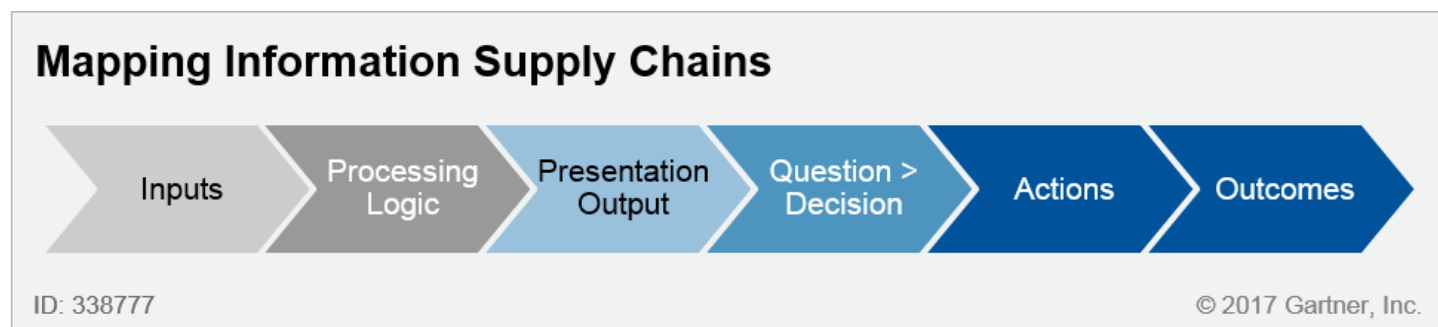 Mapping Information Supply Chains
Inputs
Processing
Logic
Presentation
Output
Question >
Decision
Actions
Outcomes
ID: 338777
© 2017 Gartner, Inc.